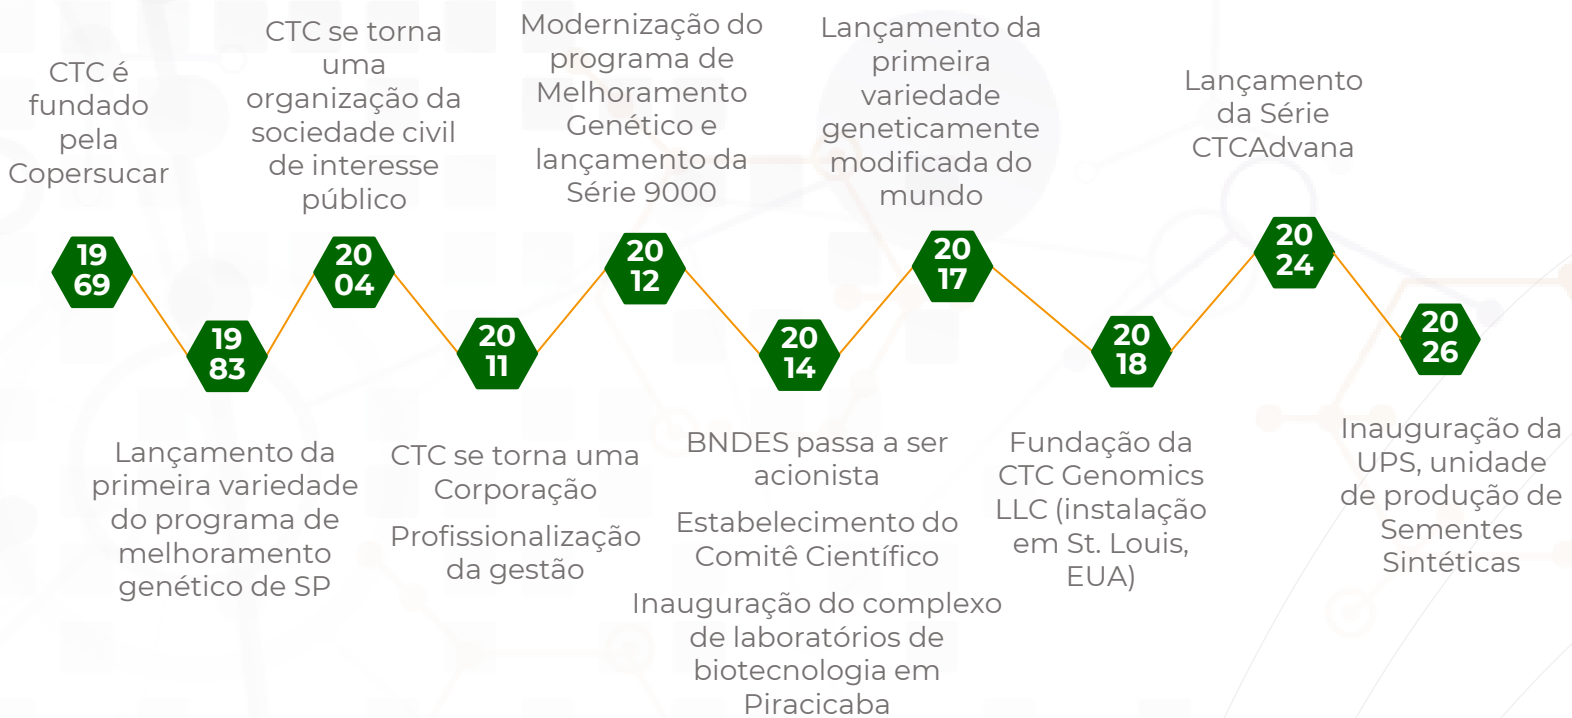 CTC é
fundado
pela
Copersucar
19
69
19
83
Lançamento da
primeira variedade
do programa de
melhoramento
genético de SP
CTC se torna
uma
organização da
sociedade civil
de interesse
público
20
04
20
11
CTC se torna uma
Corporação
Profissionalização
da gestão
Modernização do
programa de
Melhoramento
Genético e
lançamento da
Série 9000
20
12
20
14
BNDES passa a ser
acionista
Estabelecimento do
Comitê Científico
Inauguração do complexo
de laboratórios de
biotecnologia em
Piracicaba
Lançamento da
primeira
variedade
geneticamente
modificada do
mundo
20
17
20
18
Fundação da
CTC Genomics
LLC (instalação
em St. Louis,
EUA)
Lançamento
da Série
CTCAdvana
20
24
20
26
Inauguração da
UPS, unidade
de produção de
Sementes
Sintéticas